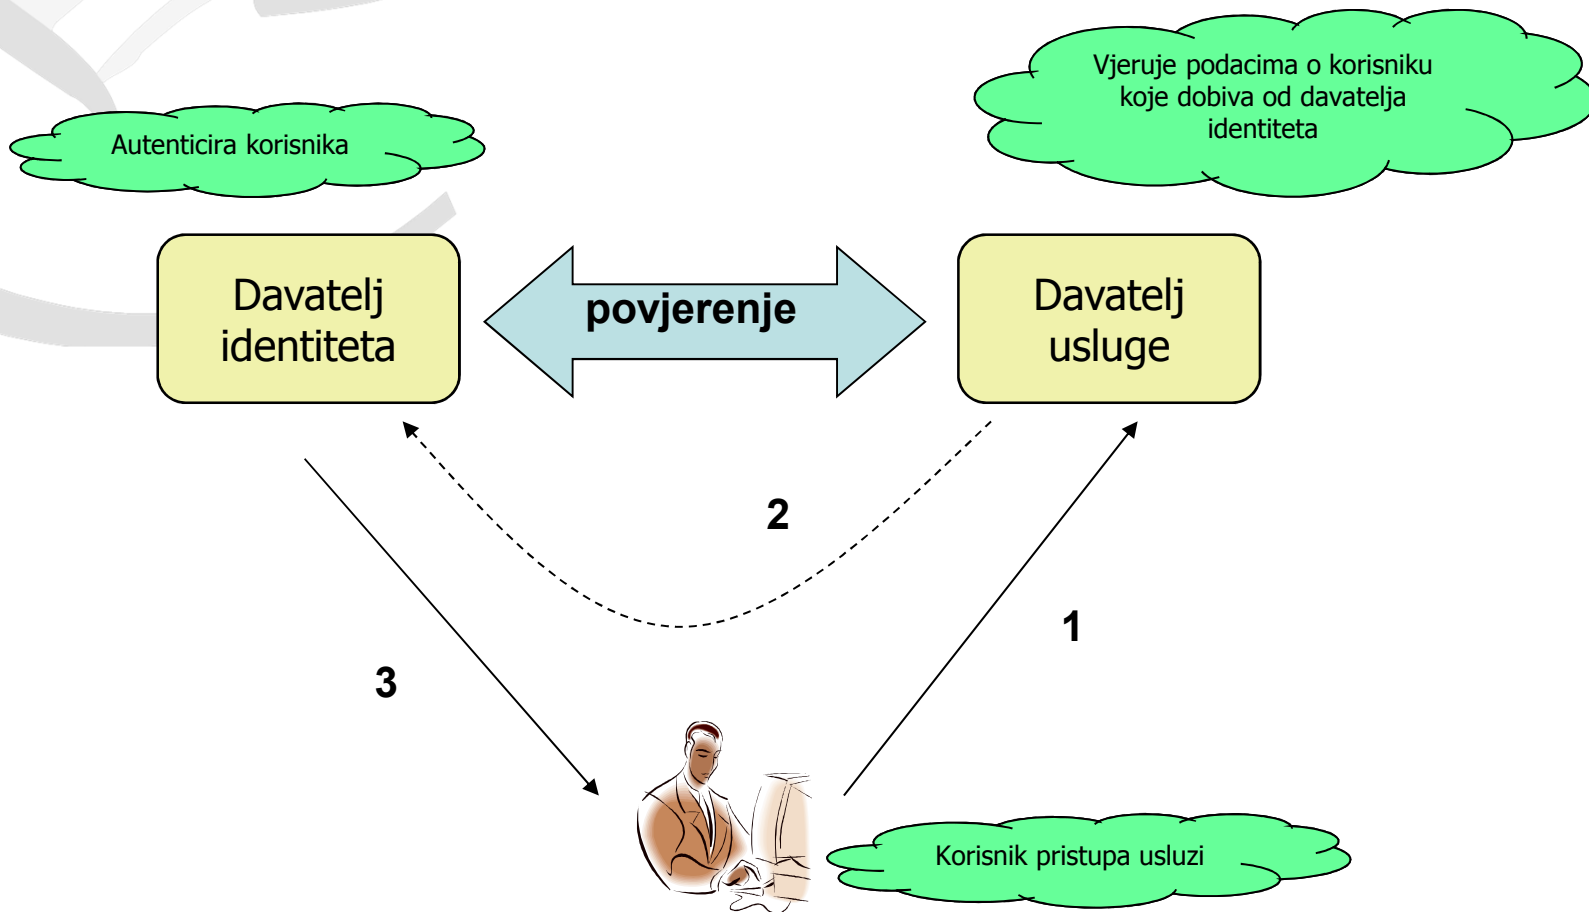 Vjeruje podacima o korisniku
koje dobiva od davatelja
identiteta
Autenticira korisnika
Davatelj
identiteta
povjerenje
Davatelj
usluge
2
1
3
Korisnik pristupa usluzi